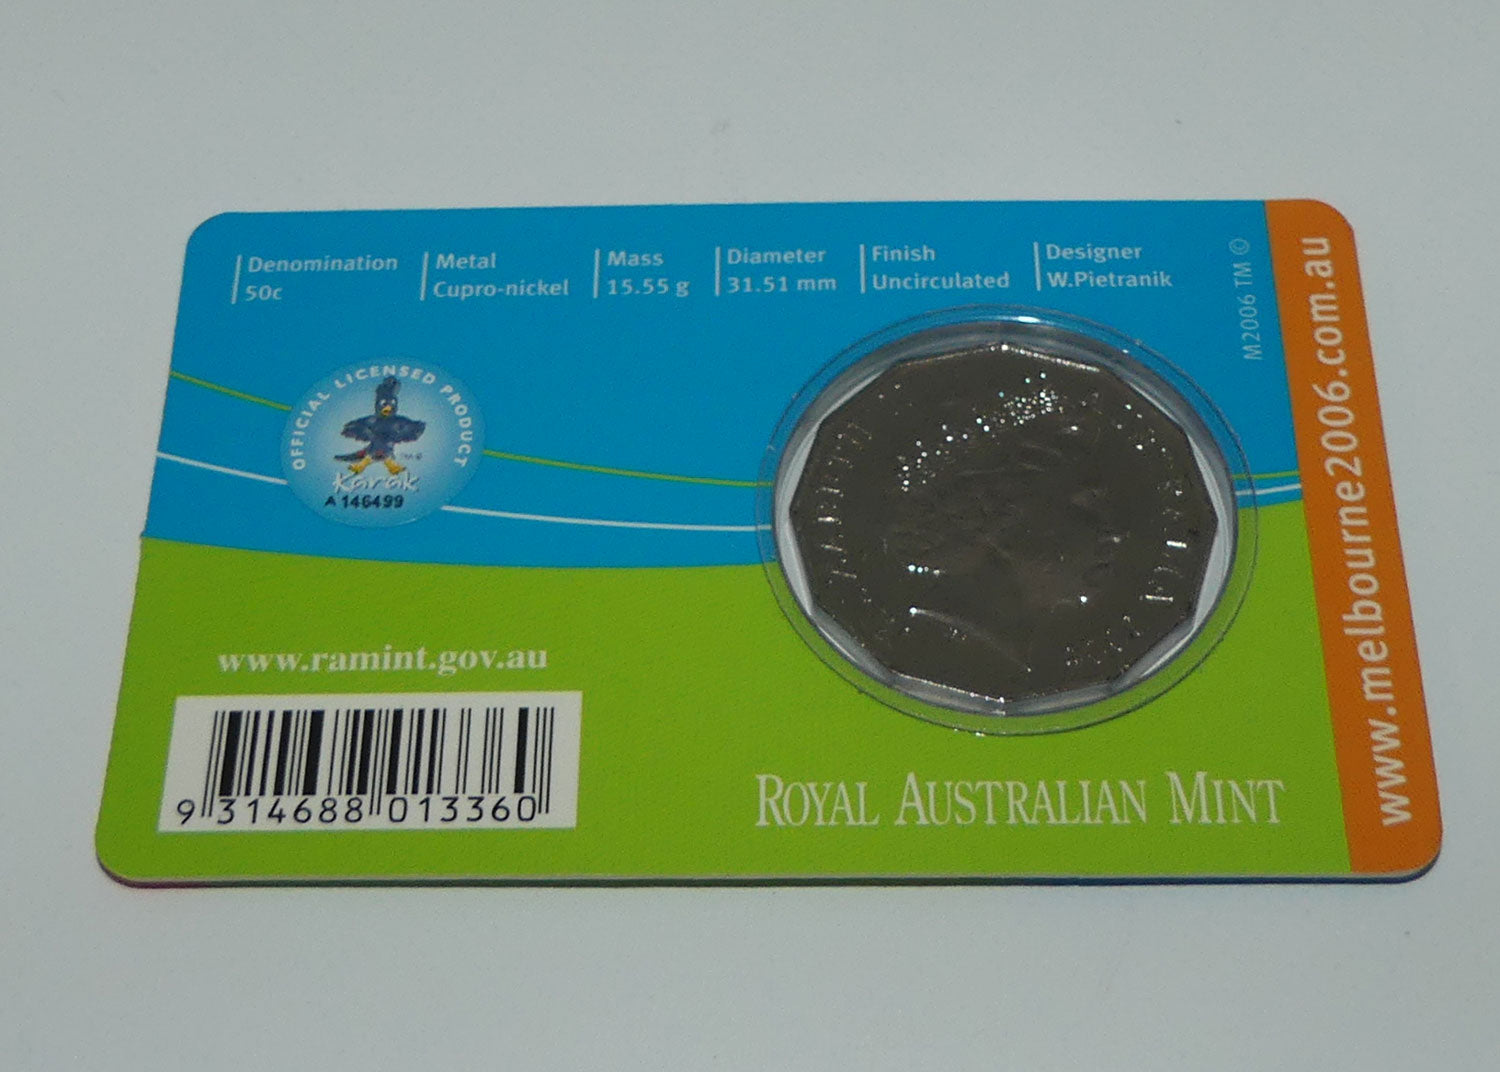 Denomination
50c
Metal
Cupro-nickel
Mass
15.55 g
Diameter
31.51 mm
Finish
Uncirculated
Designer
W.Pietranik
M2006 TM ©
www.melbourne2006.com.au
OFFICIAL LICENSED PRODUCT
Karak
A 146499
www.ramint.gov.au
9 314688 013360
ROYAL AUSTRALIAN MINT